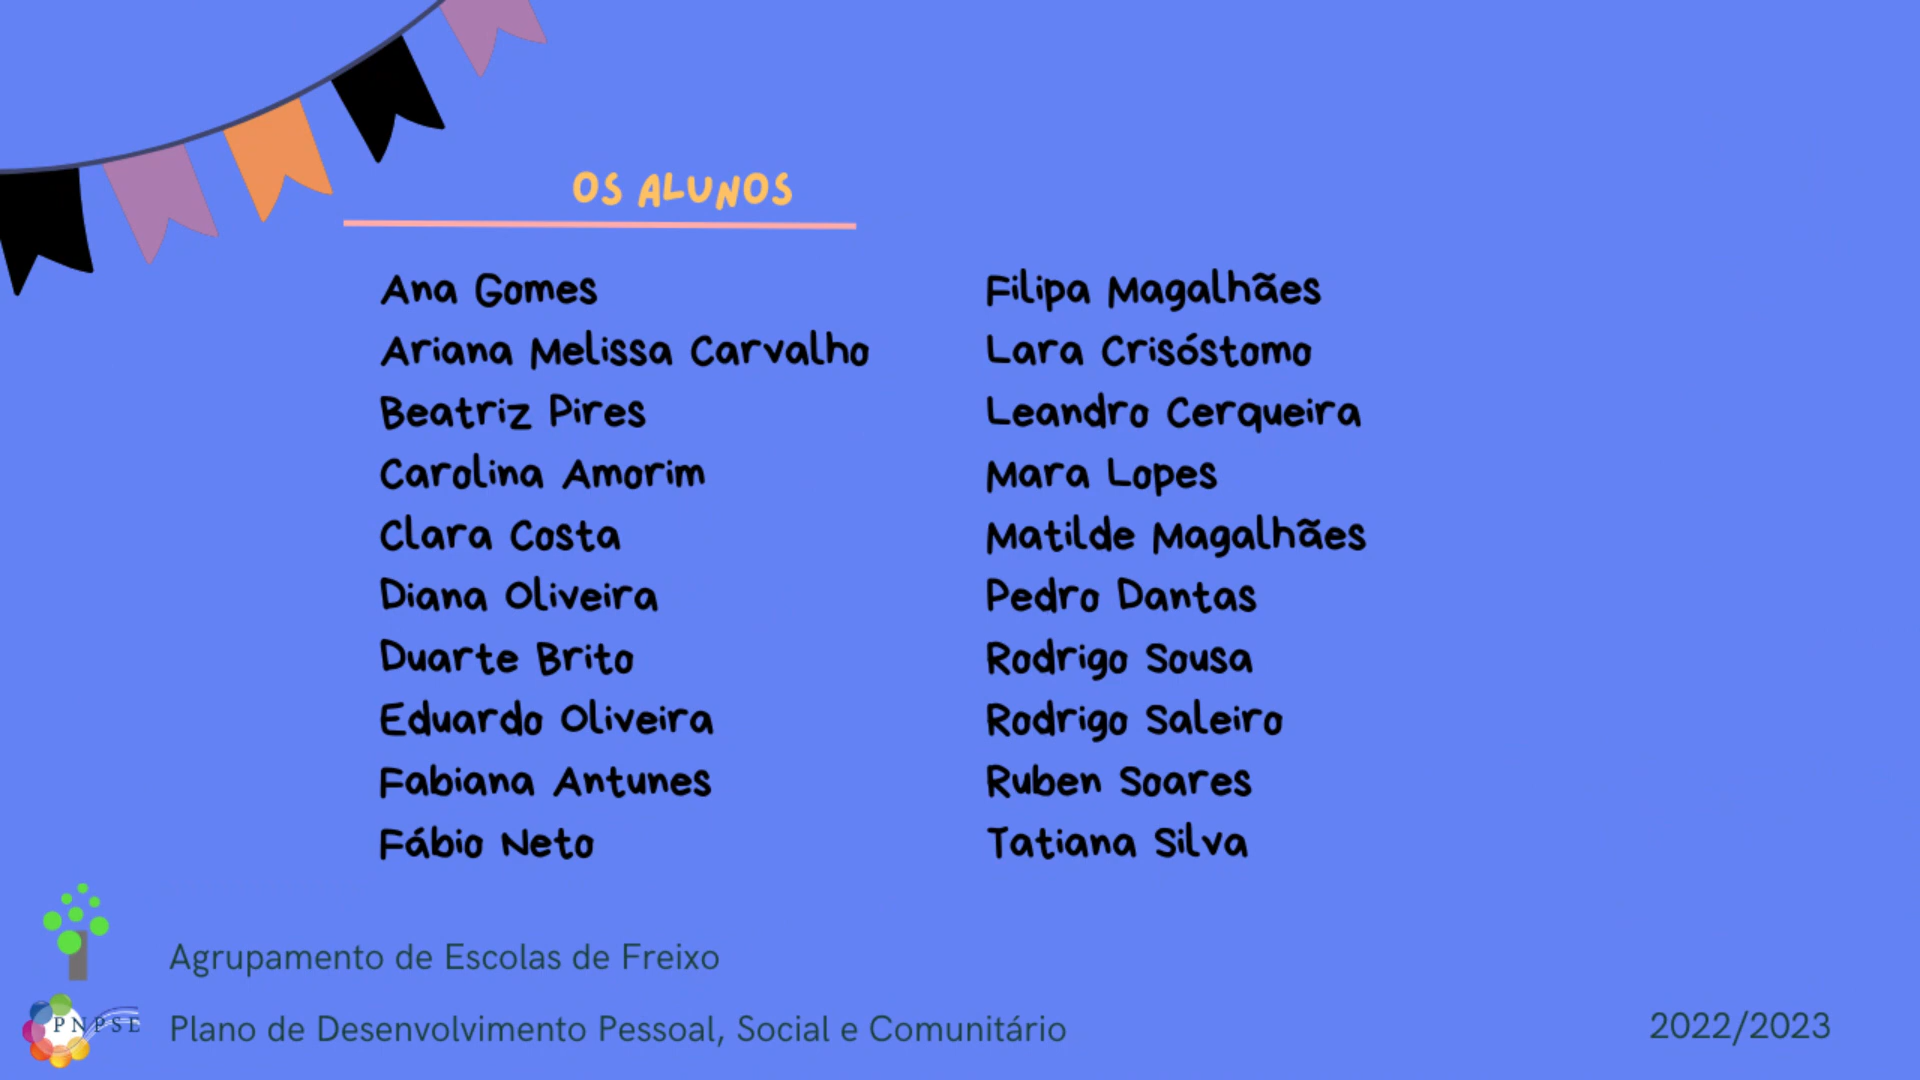 OS ALUNOS
Ana Gomes
Ariana Melissa Carvalho
Beatriz Pires
Carolina Amorim
Clara Costa
Diana Oliveira
Duarte Brito
Eduardo Oliveira
Fabiana Antunes
Fábio Neto
Filipa Magalhães
Lara Crisóstomo
Leandro Cerqueira
Mara Lopes
Matilde Magalhães
Pedro Dantas
Rodrigo Sousa
Rodrigo Saleiro
Ruben Soares
Tatiana Silva
Agrupamento de Escolas de Freixo
PNPSE
Plano de Desenvolvimento Pessoal, Social e Comunitário
2022/2023